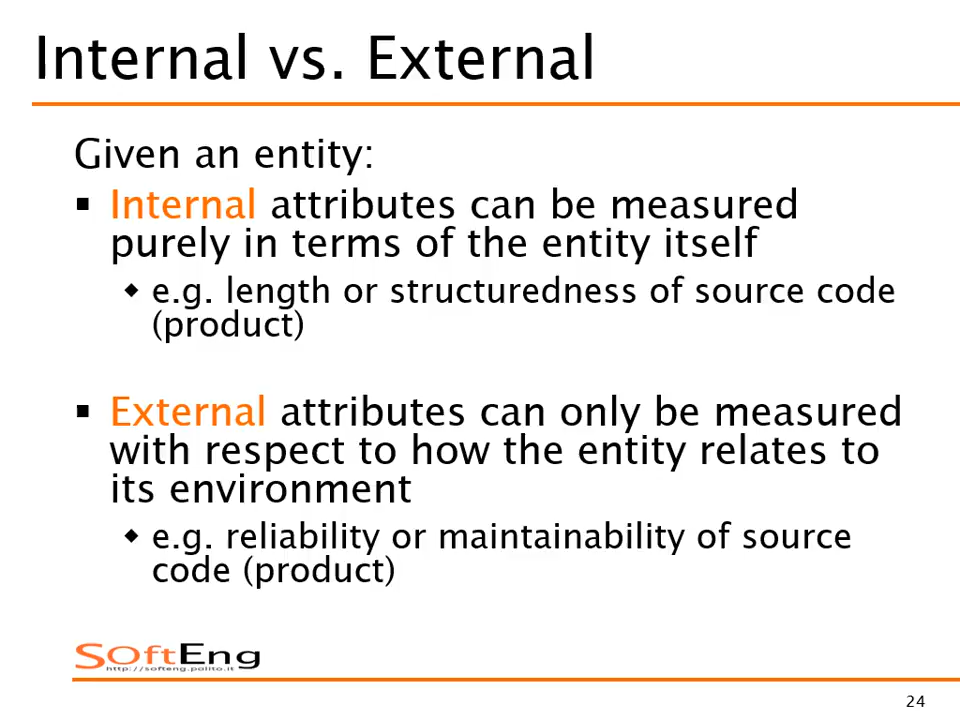 Internal vs. External
Given an entity:
▪ Internal attributes can be measured
purely in terms of the entity itself
◆ e.g. length or structuredness of source code
(product)
▪ External attributes can only be measured
with respect to how the entity relates to
its environment
◆ e.g. reliability or maintainability of source
code (product)
SOftEng
http://softeng.polito.it
24